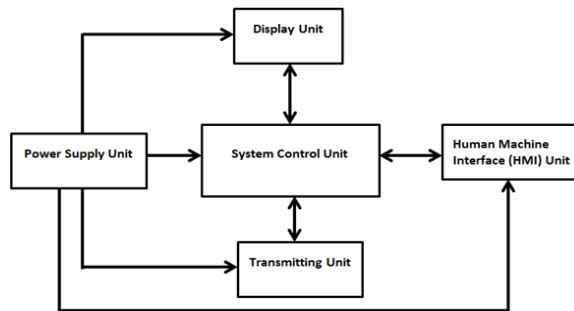 Display Unit
Power Supply Unit
System Control Unit
Human Machine
Interface (HMI) Unit
Transmitting Unit